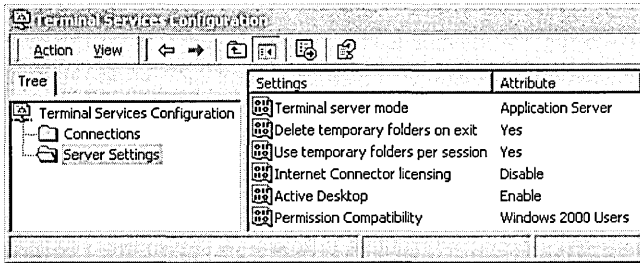 Terminal Services Configuration
Action View
Tree
Settings Attribute
Terminal Services Configuration
Connections
Server Settings
Terminal server mode Application Server
Delete temporary folders on exit Yes
Use temporary folders per session Yes
Internet Connector licensing Disable
Active Desktop Enable
Permission Compatibility Windows 2000 Users